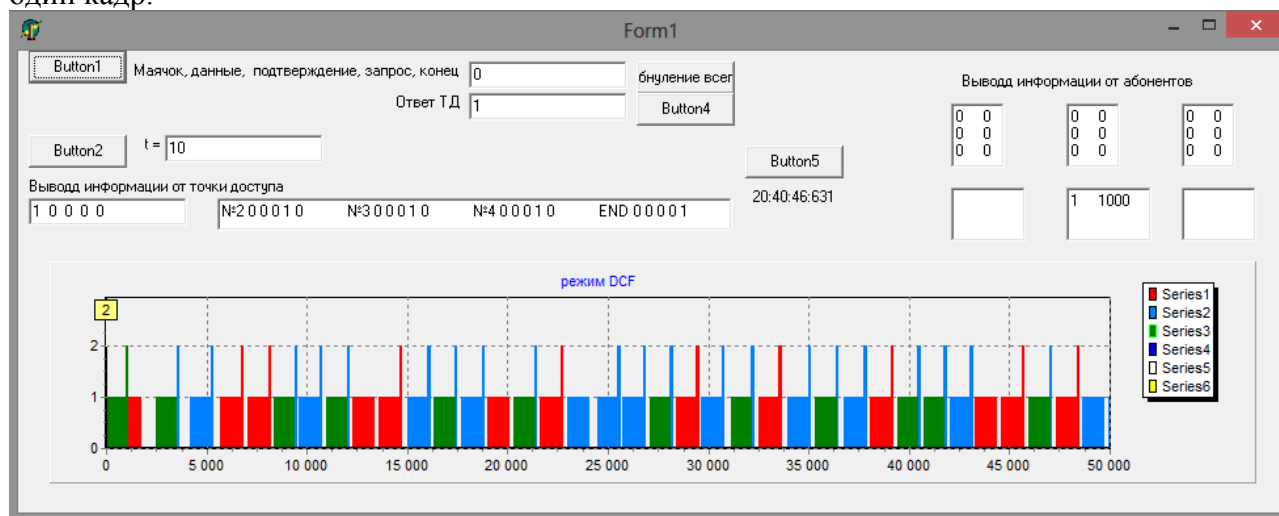 один кадр.
Form1
Button1
Маячок, данные, подтверждение, запрос, конец
0
бнуление всег
Ответ ТД
1
Button4
Button2
t =
10
Button5
20:40:46:631
Выводд информации от точки доступа
1 0 0 0 0
№2 0 0 0 1 0 №3 0 0 0 1 0 №4 0 0 0 1 0 END 0 0 0 0 1
Выводд информации от абонентов
0 0
0 0
0 0
0 0
0 0
0 0
0 0
0 0
0 0
1 1000
режим DCF
2
2
1
0
0
5 000
10 000
15 000
20 000
25 000
30 000
35 000
40 000
45 000
50 000
Series1
Series2
Series3
Series4
Series5
Series6